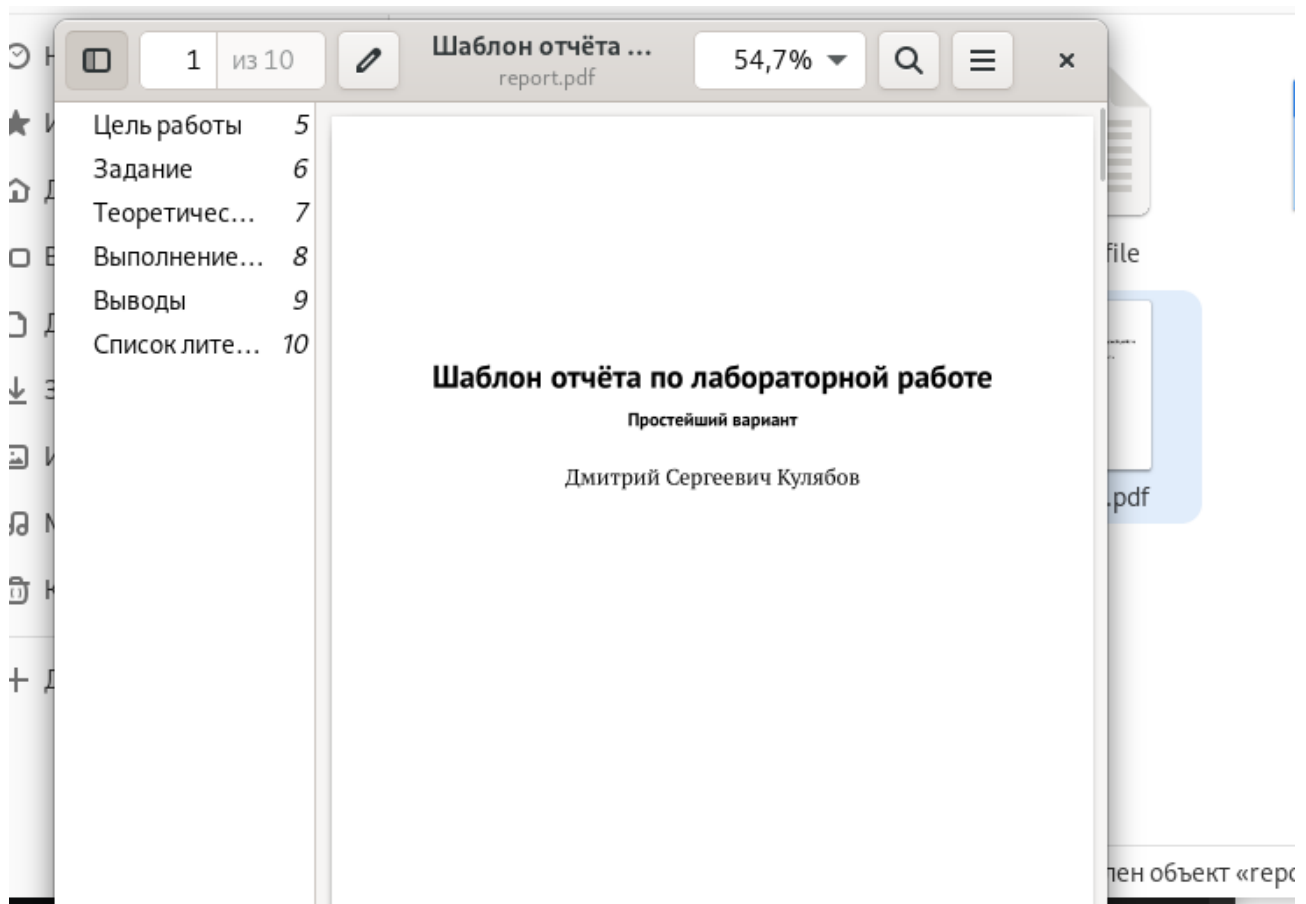 1 из 10
Шаблон отчёта ...
report.pdf
54,7%
Цель работы 5
Задание 6
Теоретичес... 7
Выполнение... 8
Выводы 9
Список лите... 10
Шаблон отчёта по лабораторной работе
Простейший вариант
Дмитрий Сергеевич Кулябов
file
.pdf
объект «repo